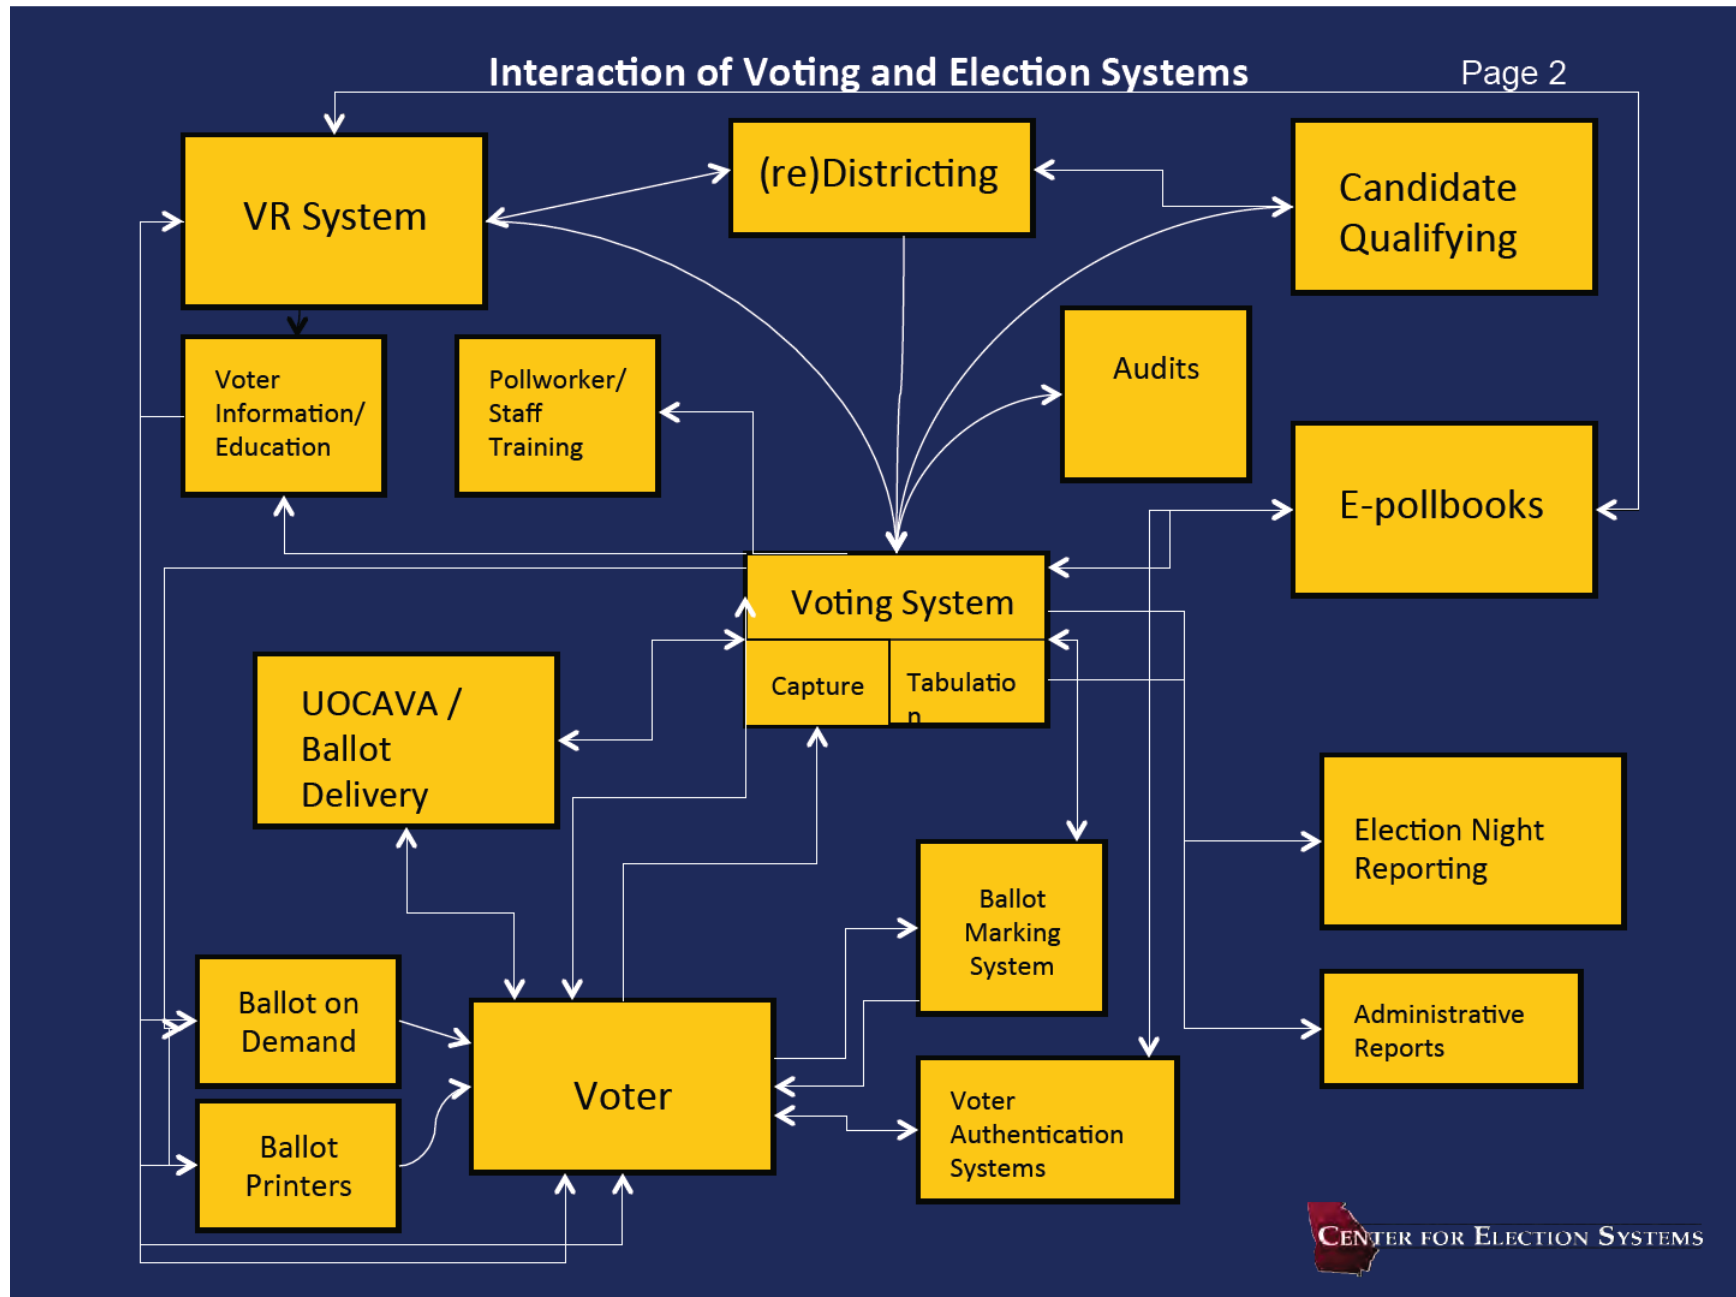 Interaction of Voting and Election Systems
Page 2
VR System
(re)Districting
Candidate
Qualifying
Voter
Information/
Education
Pollworker/
Staff
Training
Audits
E-pollbooks
Voting System
Capture
Tabulatio
n
UOCAVA /
Ballot
Delivery
Election Night
Reporting
Ballot
Marking
System
Ballot on
Demand
Administrative
Reports
Voter
Voter
Authentication
Systems
Ballot
Printers
CENTER FOR ELECTION SYSTEMS